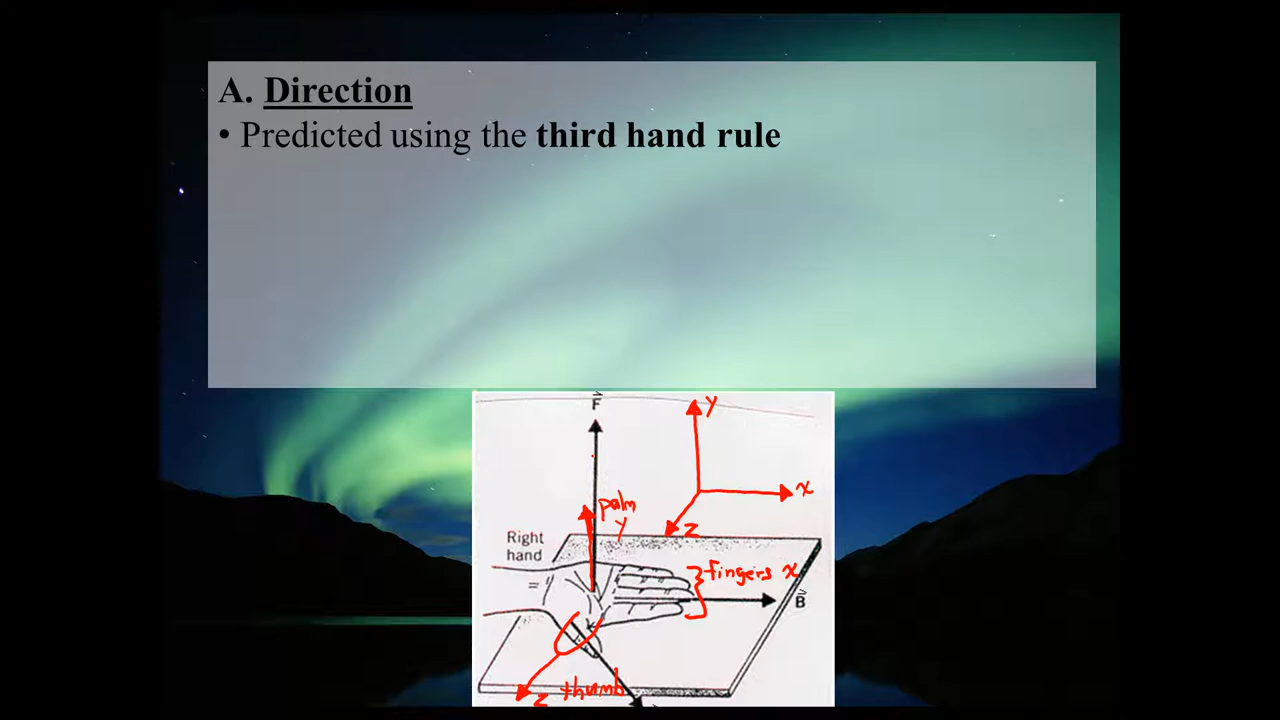 A. Direction
• Predicted using the third hand rule
F
y
x
z
palm
y
Right
hand
=
fingers x
B
thumb
z